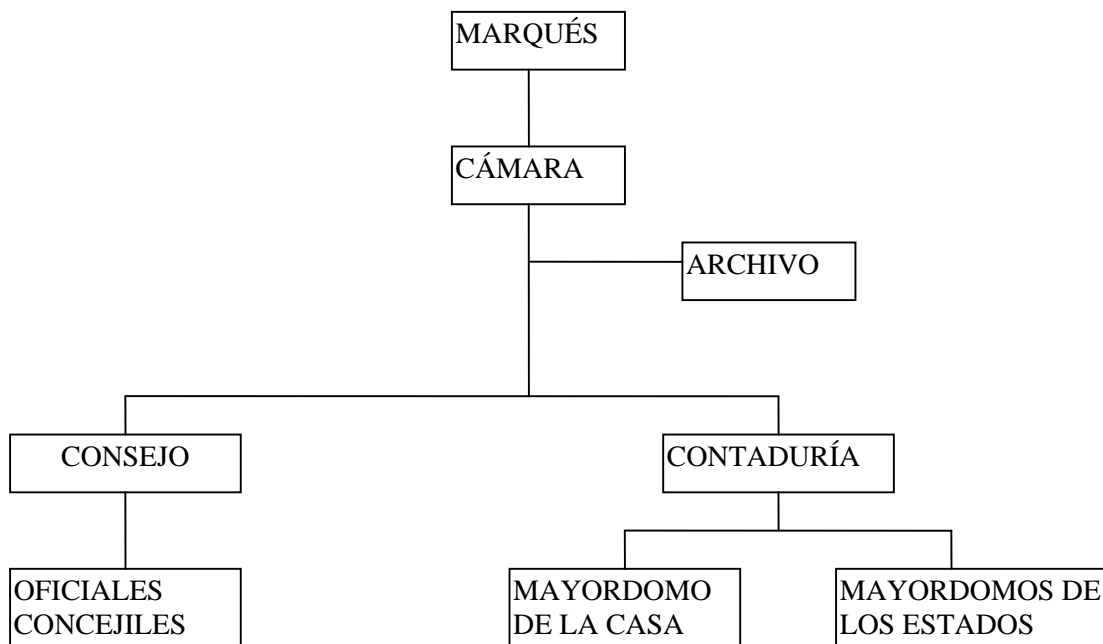 MARQUÉS
CÁMARA
ARCHIVO
CONSEJO
CONTADURÍA
OFICIALES
CONCEJILES
MAYORDOMO
DE LA CASA
MAYORDOMOS DE
LOS ESTADOS